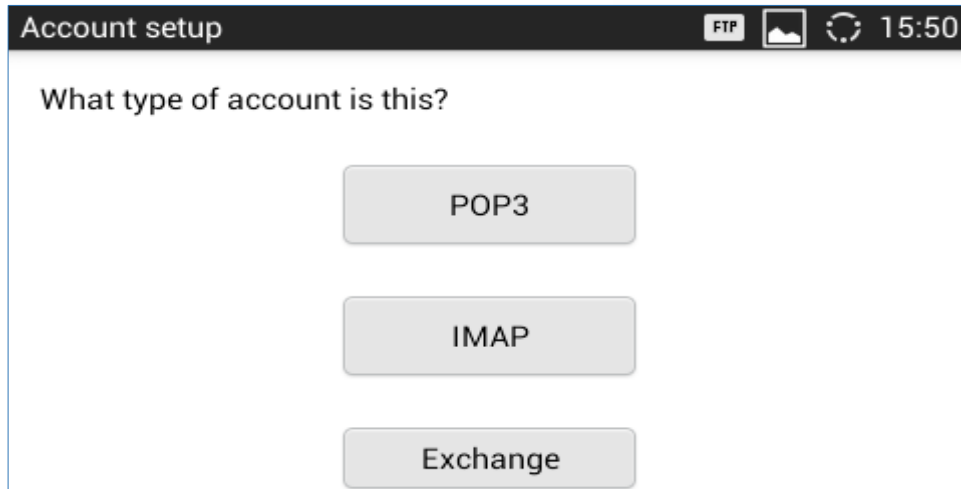 Account setup FTP 15:50
What type of account is this?
POP3
IMAP
Exchange